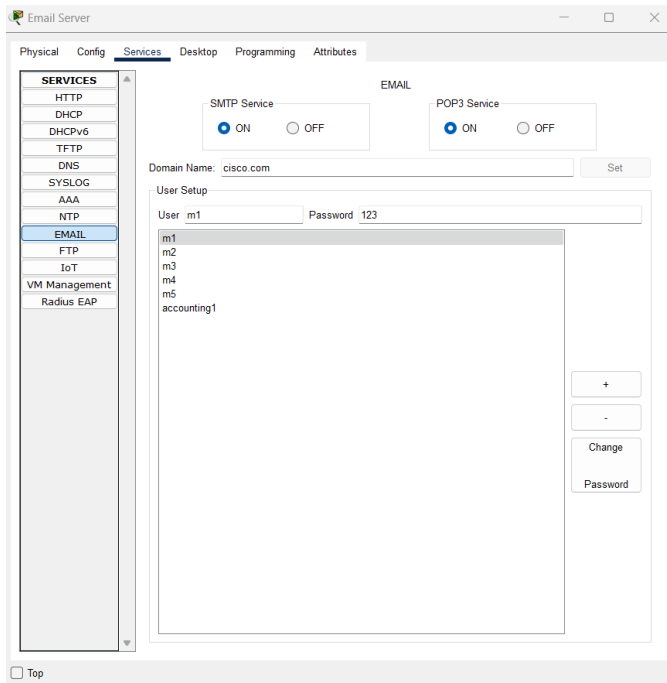 Email Server
Physical Config Services Desktop Programming Attributes
SERVICES
HTTP
DHCP
DHCPv6
TFTP
DNS
SYSLOG
AAA
NTP
EMAIL
FTP
IoT
VM Management
Radius EAP
EMAIL
SMTP Service
ON OFF
POP3 Service
ON OFF
Domain Name: cisco.com Set
User Setup
User m1 Password 123
m1
m2
m3
m4
m5
accounting1
+
-
Change
Password
Top